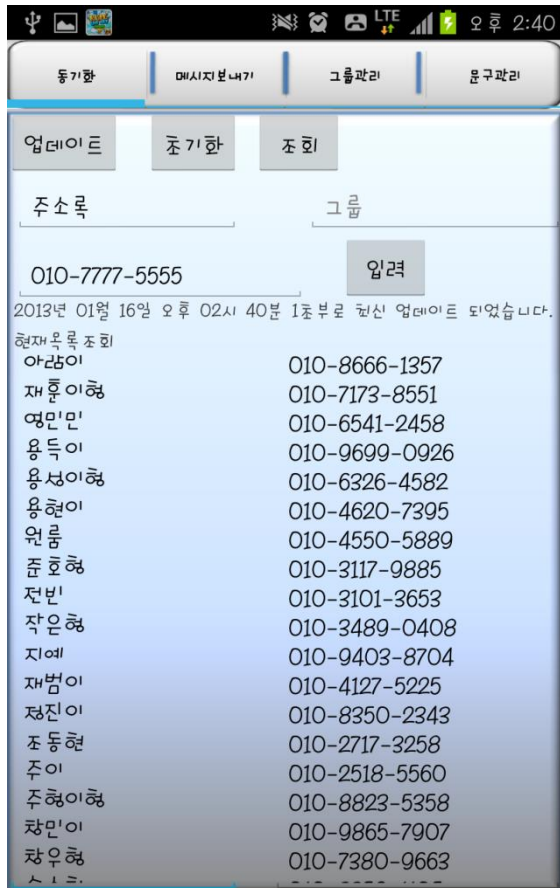 LTE 오후 2:40
동기화 메시지보내기 그룹관리 문구관리
업데이트 초기화 조회
주소록 그룹
010-7777-5555 입력
2013년 01월 16일 오후 02시 40분 1초부로 최신 업데이트 되었습니다.
현재목록조회
아람이 010-8666-1357
재훈이형 010-7173-8551
영민민 010-6541-2458
용득이 010-9699-0926
용성이형 010-6326-4582
용현이 010-4620-7395
원룸 010-4550-5889
준호형 010-3117-9885
전빈 010-3101-3653
작은형 010-3489-0408
지예 010-9403-8704
재범이 010-4127-5225
정진이 010-8350-2343
조동현 010-2717-3258
주이 010-2518-5560
주형이형 010-8823-5358
창민이 010-9865-7907
창우형 010-7380-9663